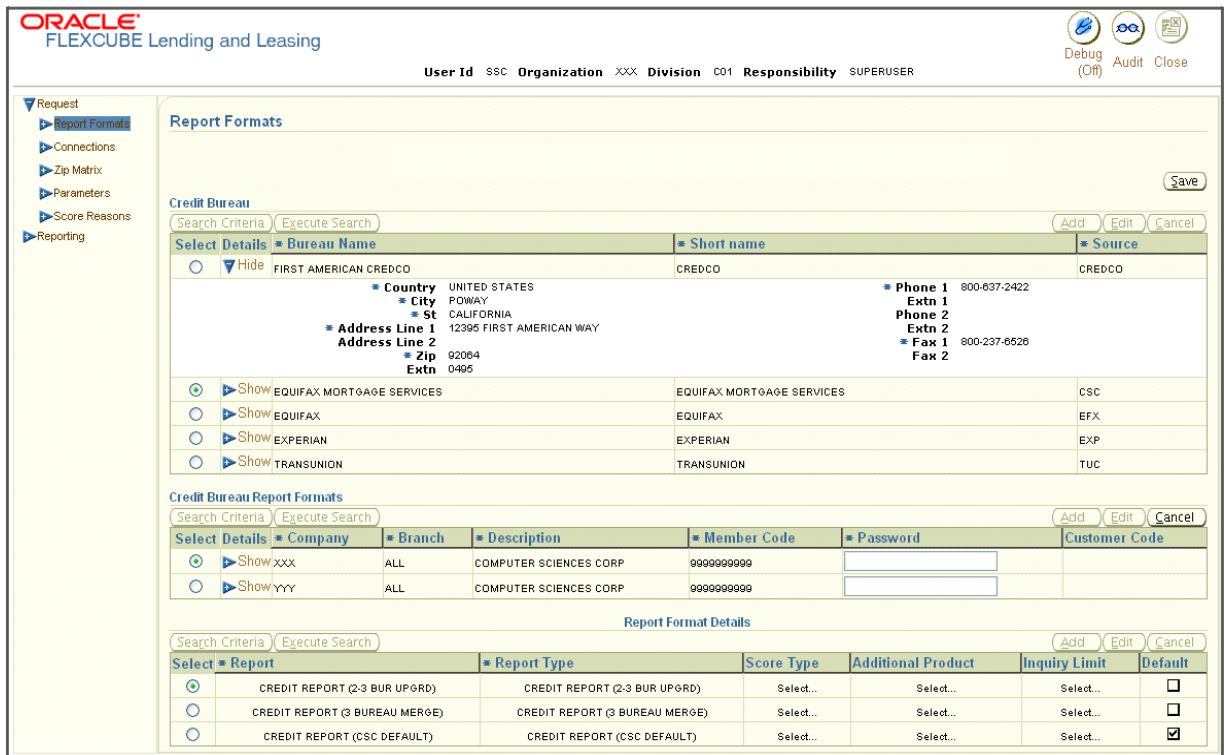 ORACLE®
FLEXCUBE Lending and Leasing
Debug (Off) Audit Close
User Id SSC Organization XXX Division C01 Responsibility SUPERUSER
Request
Report Formats
Connections
Zip Matrix
Parameters
Score Reasons
Reporting
Report Formats
Save
Credit Bureau
Search Criteria Execute Search Add Edit Cancel
Select Details * Bureau Name * Short name * Source
Hide FIRST AMERICAN CREDCO CREDCO CREDCO
* Country UNITED STATES * Phone 1 800-637-2422
* City POWAY Extn 1
* St CALIFORNIA Phone 2
* Address Line 1 12395 FIRST AMERICAN WAY Extn 2
Address Line 2 * Fax 1 800-237-6526
* Zip 92064 Fax 2
Extn 0495
Show EQUIFAX MORTGAGE SERVICES EQUIFAX MORTGAGE SERVICES CSC
Show EQUIFAX EQUIFAX EFX
Show EXPERIAN EXPERIAN EXP
Show TRANSUNION TRANSUNION TUC
Credit Bureau Report Formats
Search Criteria Execute Search Add Edit Cancel
Select Details * Company * Branch * Description * Member Code * Password Customer Code
Show XXX ALL COMPUTER SCIENCES CORP 9999999999
Show YYY ALL COMPUTER SCIENCES CORP 9999999999
Report Format Details
Search Criteria Execute Search Add Edit Cancel
Select * Report * Report Type Score Type Additional Product Inquiry Limit Default
CREDIT REPORT (2-3 BUR UPGRD) CREDIT REPORT (2-3 BUR UPGRD) Select... Select... Select...
CREDIT REPORT (3 BUREAU MERGE) CREDIT REPORT (3 BUREAU MERGE) Select... Select... Select...
CREDIT REPORT (CSC DEFAULT) CREDIT REPORT (CSC DEFAULT) Select... Select... Select...